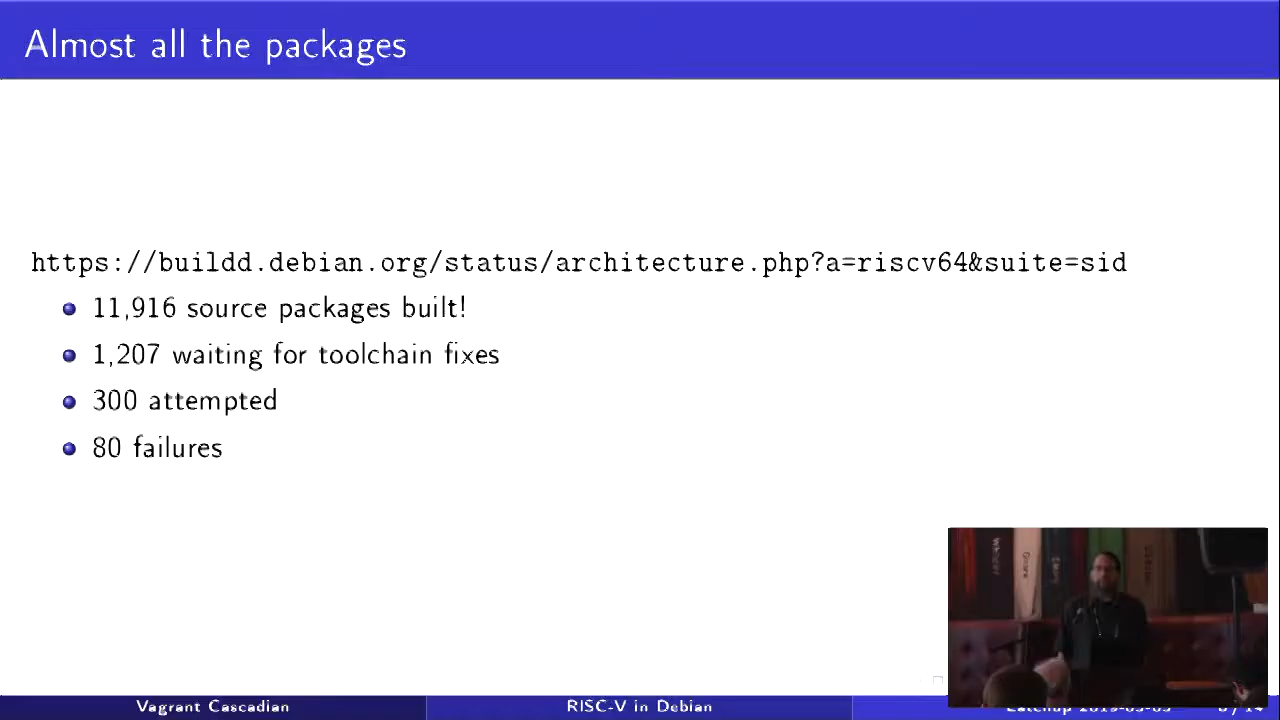 Almost all the packages
https://buildd.debian.org/status/architecture.php?a=riscv64&suite=sid
11,916 source packages built!
1,207 waiting for toolchain fixes
300 attempted
80 failures
Vagrant Cascadian
RISC-V in Debian